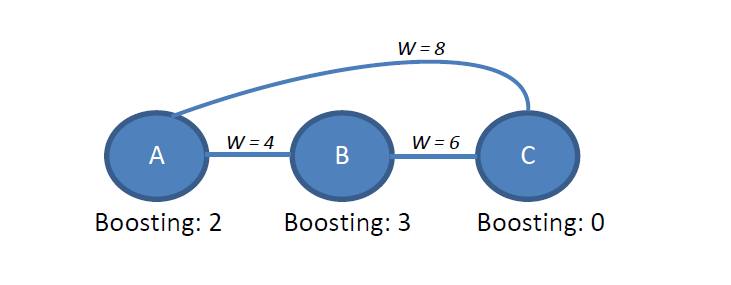 W = 8
W = 4
W = 6
A
B
C
Boosting: 2
Boosting: 3
Boosting: 0